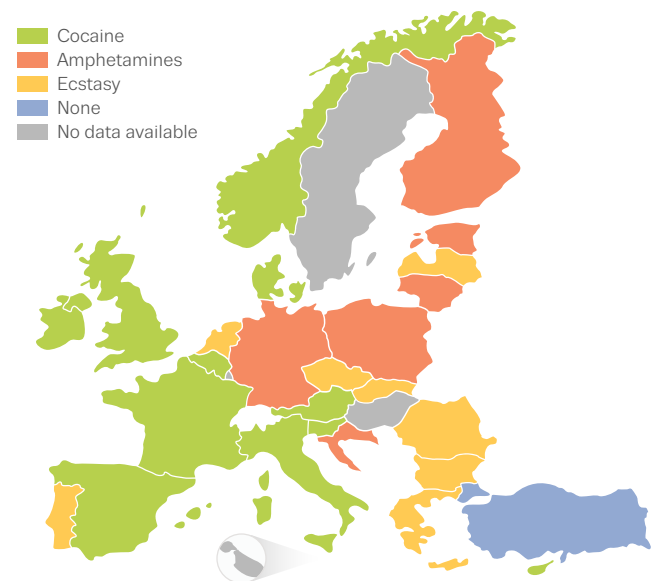 Cocaine
Amphetamines
Ecstasy
None
No data available